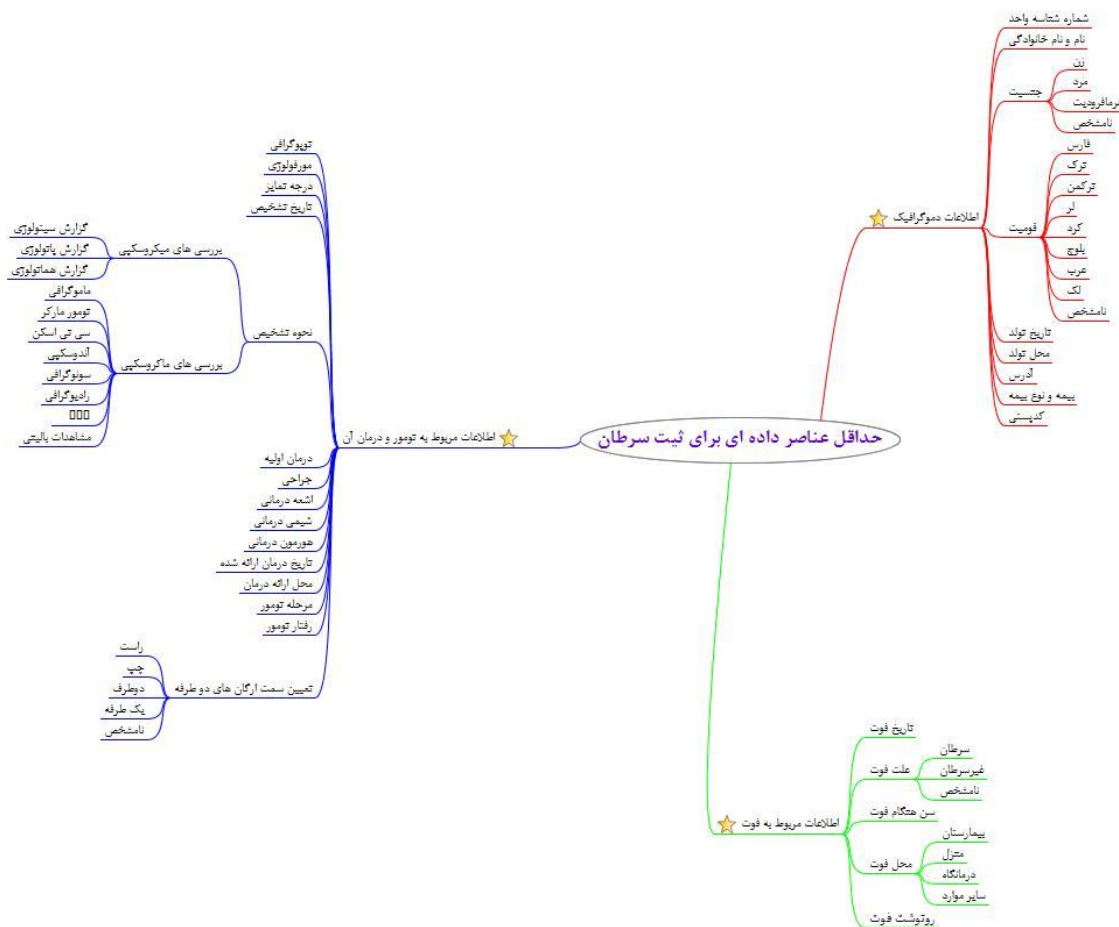 حداقل عناصر داده ای برای ثبت سرطان
اطلاعات دموگرافیک
شماره شناسه واحد
نام و نام خانوادگی
جنسیت
زن
مرد
هرمافرودیت
نامشخص
قومیت
فارس
ترک
ترکمن
لر
کرد
بلوچ
عرب
لک
نامشخص
تاریخ تولد
محل تولد
آدرس
بیمه و نوع بیمه
کدپستی
اطلاعات مربوط به تومور و درمان آن
توپوگرافی
مورفولوژی
درجه تمایز
تاریخ تشخیص
نحوه تشخیص
بررسی های میکروسکپی
گزارش سیتولوژی
گزارش پاتولوژی
گزارش هماتولوژی
بررسی های ماکروسکپی
ماموگرافی
تومور مارکر
سی تی اسکن
آندوسکپی
سونوگرافی
رادیوگرافی
مشاهدات بالینی
درمان اولیه
جراحی
اشعه درمانی
شیمی درمانی
هورمون درمانی
تاریخ درمان ارائه شده
محل ارائه درمان
مرحله تومور
رفتار تومور
تعیین سمت ارگان های دو طرفه
راست
چپ
دوطرف
یک طرفه
نامشخص
اطلاعات مربوط به فوت
تاریخ فوت
علت فوت
سرطان
غیرسرطان
نامشخص
سن هنگام فوت
محل فوت
بیمارستان
منزل
درمانگاه
سایر موارد
رونوشت فوت